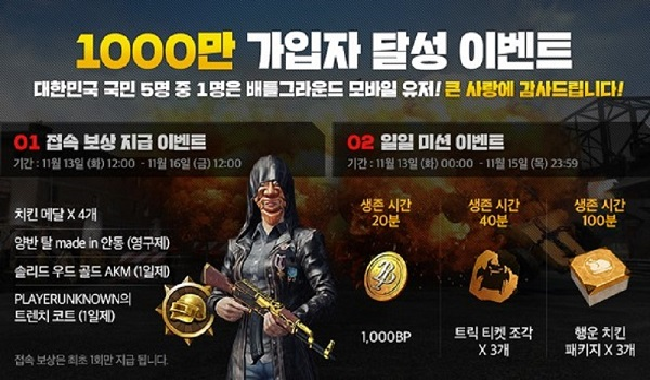 1000만 가입자 달성 이벤트
대한민국 국민 5명 중 1명은 배틀그라운드 모바일 유저! 큰 사랑에 감사드립니다!
01 접속 보상 지급 이벤트
기간 : 11월 13일 (화) 12:00 - 11월 16일 (금) 12:00
치킨 메달 X 4개
양반 탈 made in 안동 (영구제)
솔리드 우드 골드 AKM (1일제)
PLAYERUNKNOWN의
트렌치 코트 (1일제)
접속 보상은 최초 1회만 지급 됩니다.
02 일일 미션 이벤트
기간 : 11월 13일 (화) 00:00 - 11월 15일 (목) 23:59
생존 시간
20분
1,000BP
생존 시간
40분
트릭 티켓 조각
X 3개
생존 시간
100분
행운 치킨
패키지 X 3개